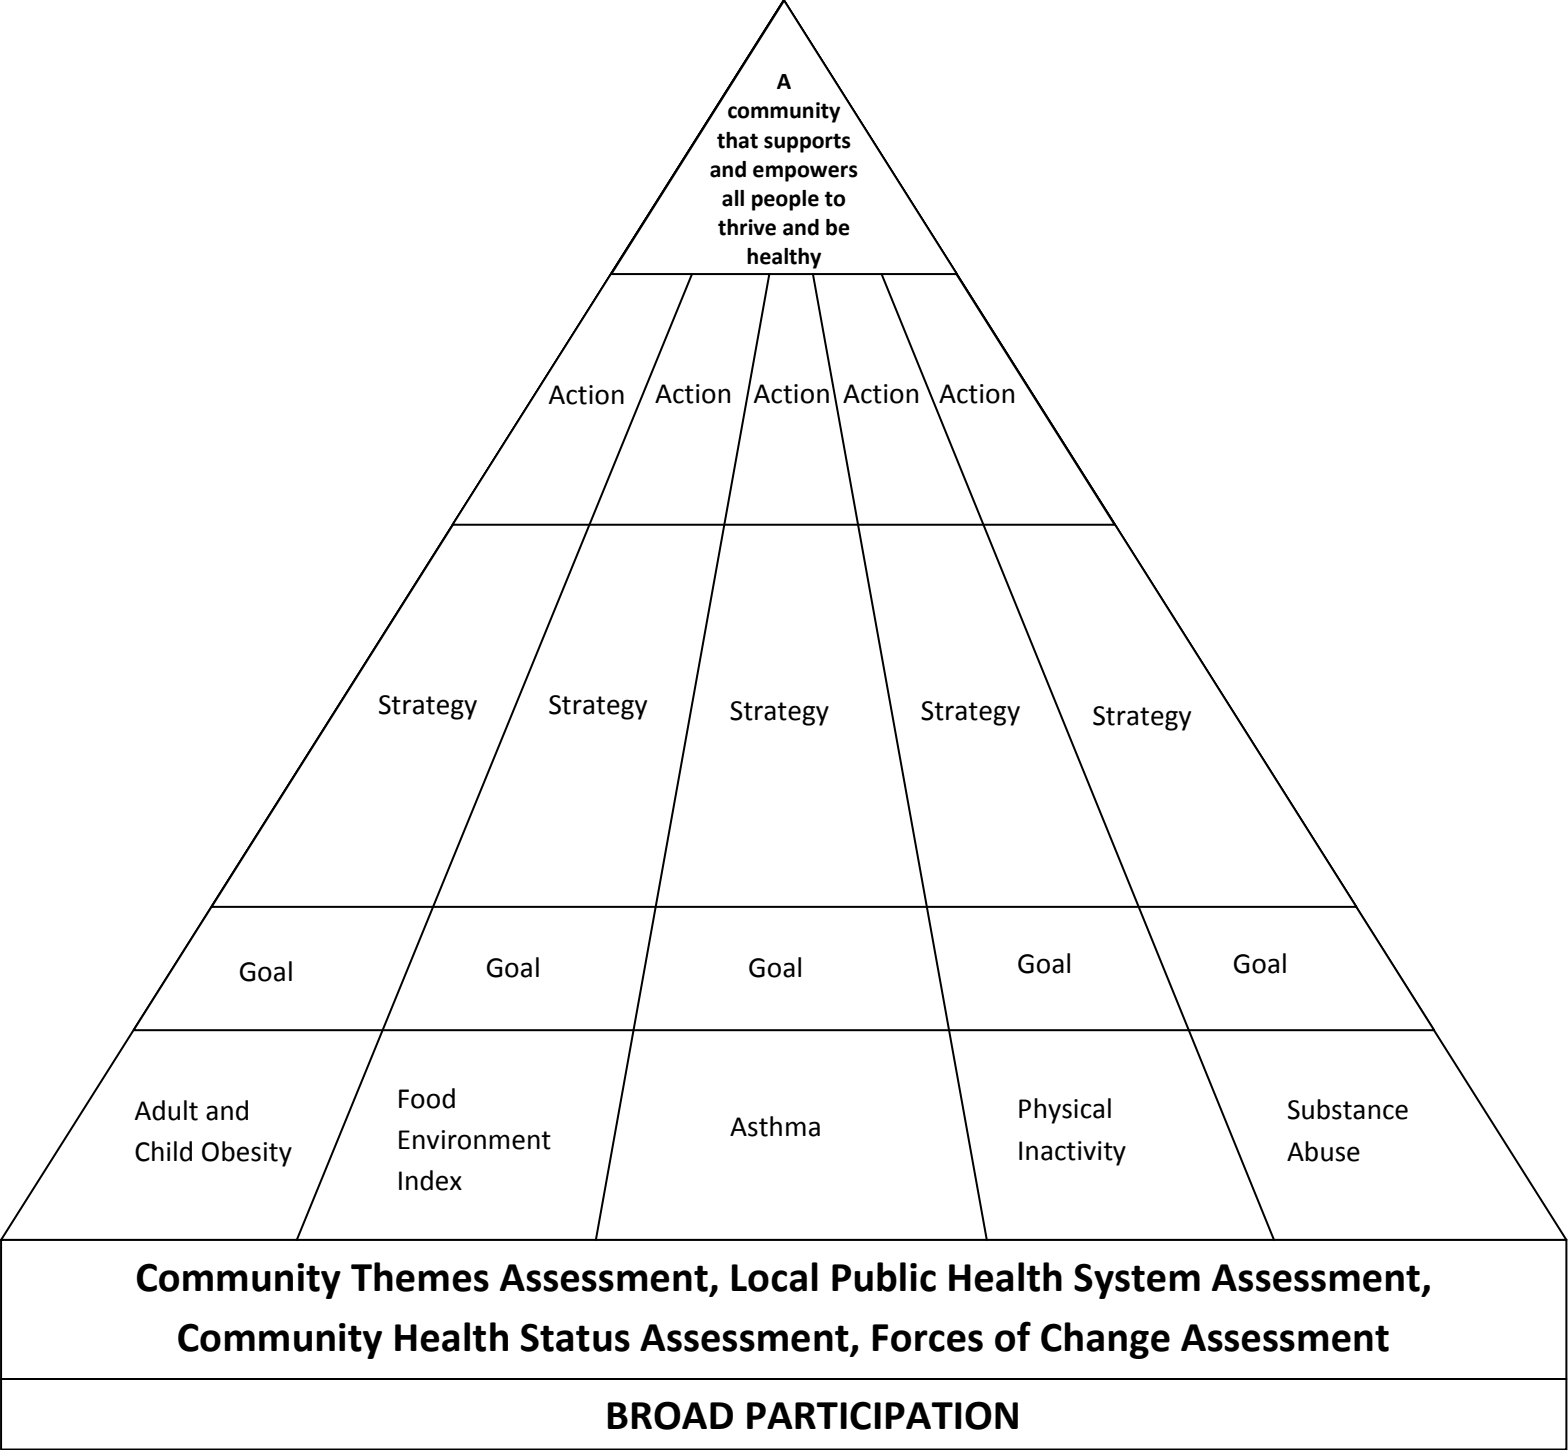 A
community
that supports
and empowers
all people to
thrive and be
healthy
Action Action Action Action Action
Strategy Strategy Strategy Strategy Strategy
Goal Goal Goal Goal Goal
Adult and
Child Obesity
Food
Environment
Index
Asthma
Physical
Inactivity
Substance
Abuse
Community Themes Assessment, Local Public Health System Assessment,
Community Health Status Assessment, Forces of Change Assessment
BROAD PARTICIPATION